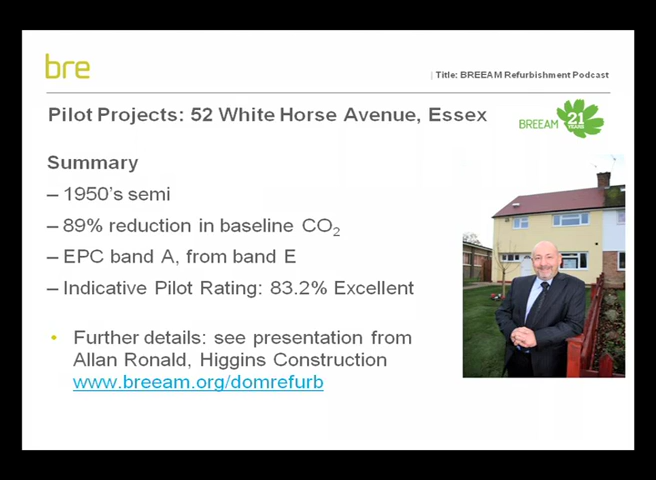 bre
| Title: BREEAM Refurbishment Podcast
Pilot Projects: 52 White Horse Avenue, Essex
BREEAM 21 YEARS
Summary
– 1950's semi
– 89% reduction in baseline CO2
– EPC band A, from band E
– Indicative Pilot Rating: 83.2% Excellent
• Further details: see presentation from
Allan Ronald, Higgins Construction
www.breeam.org/domrefurb